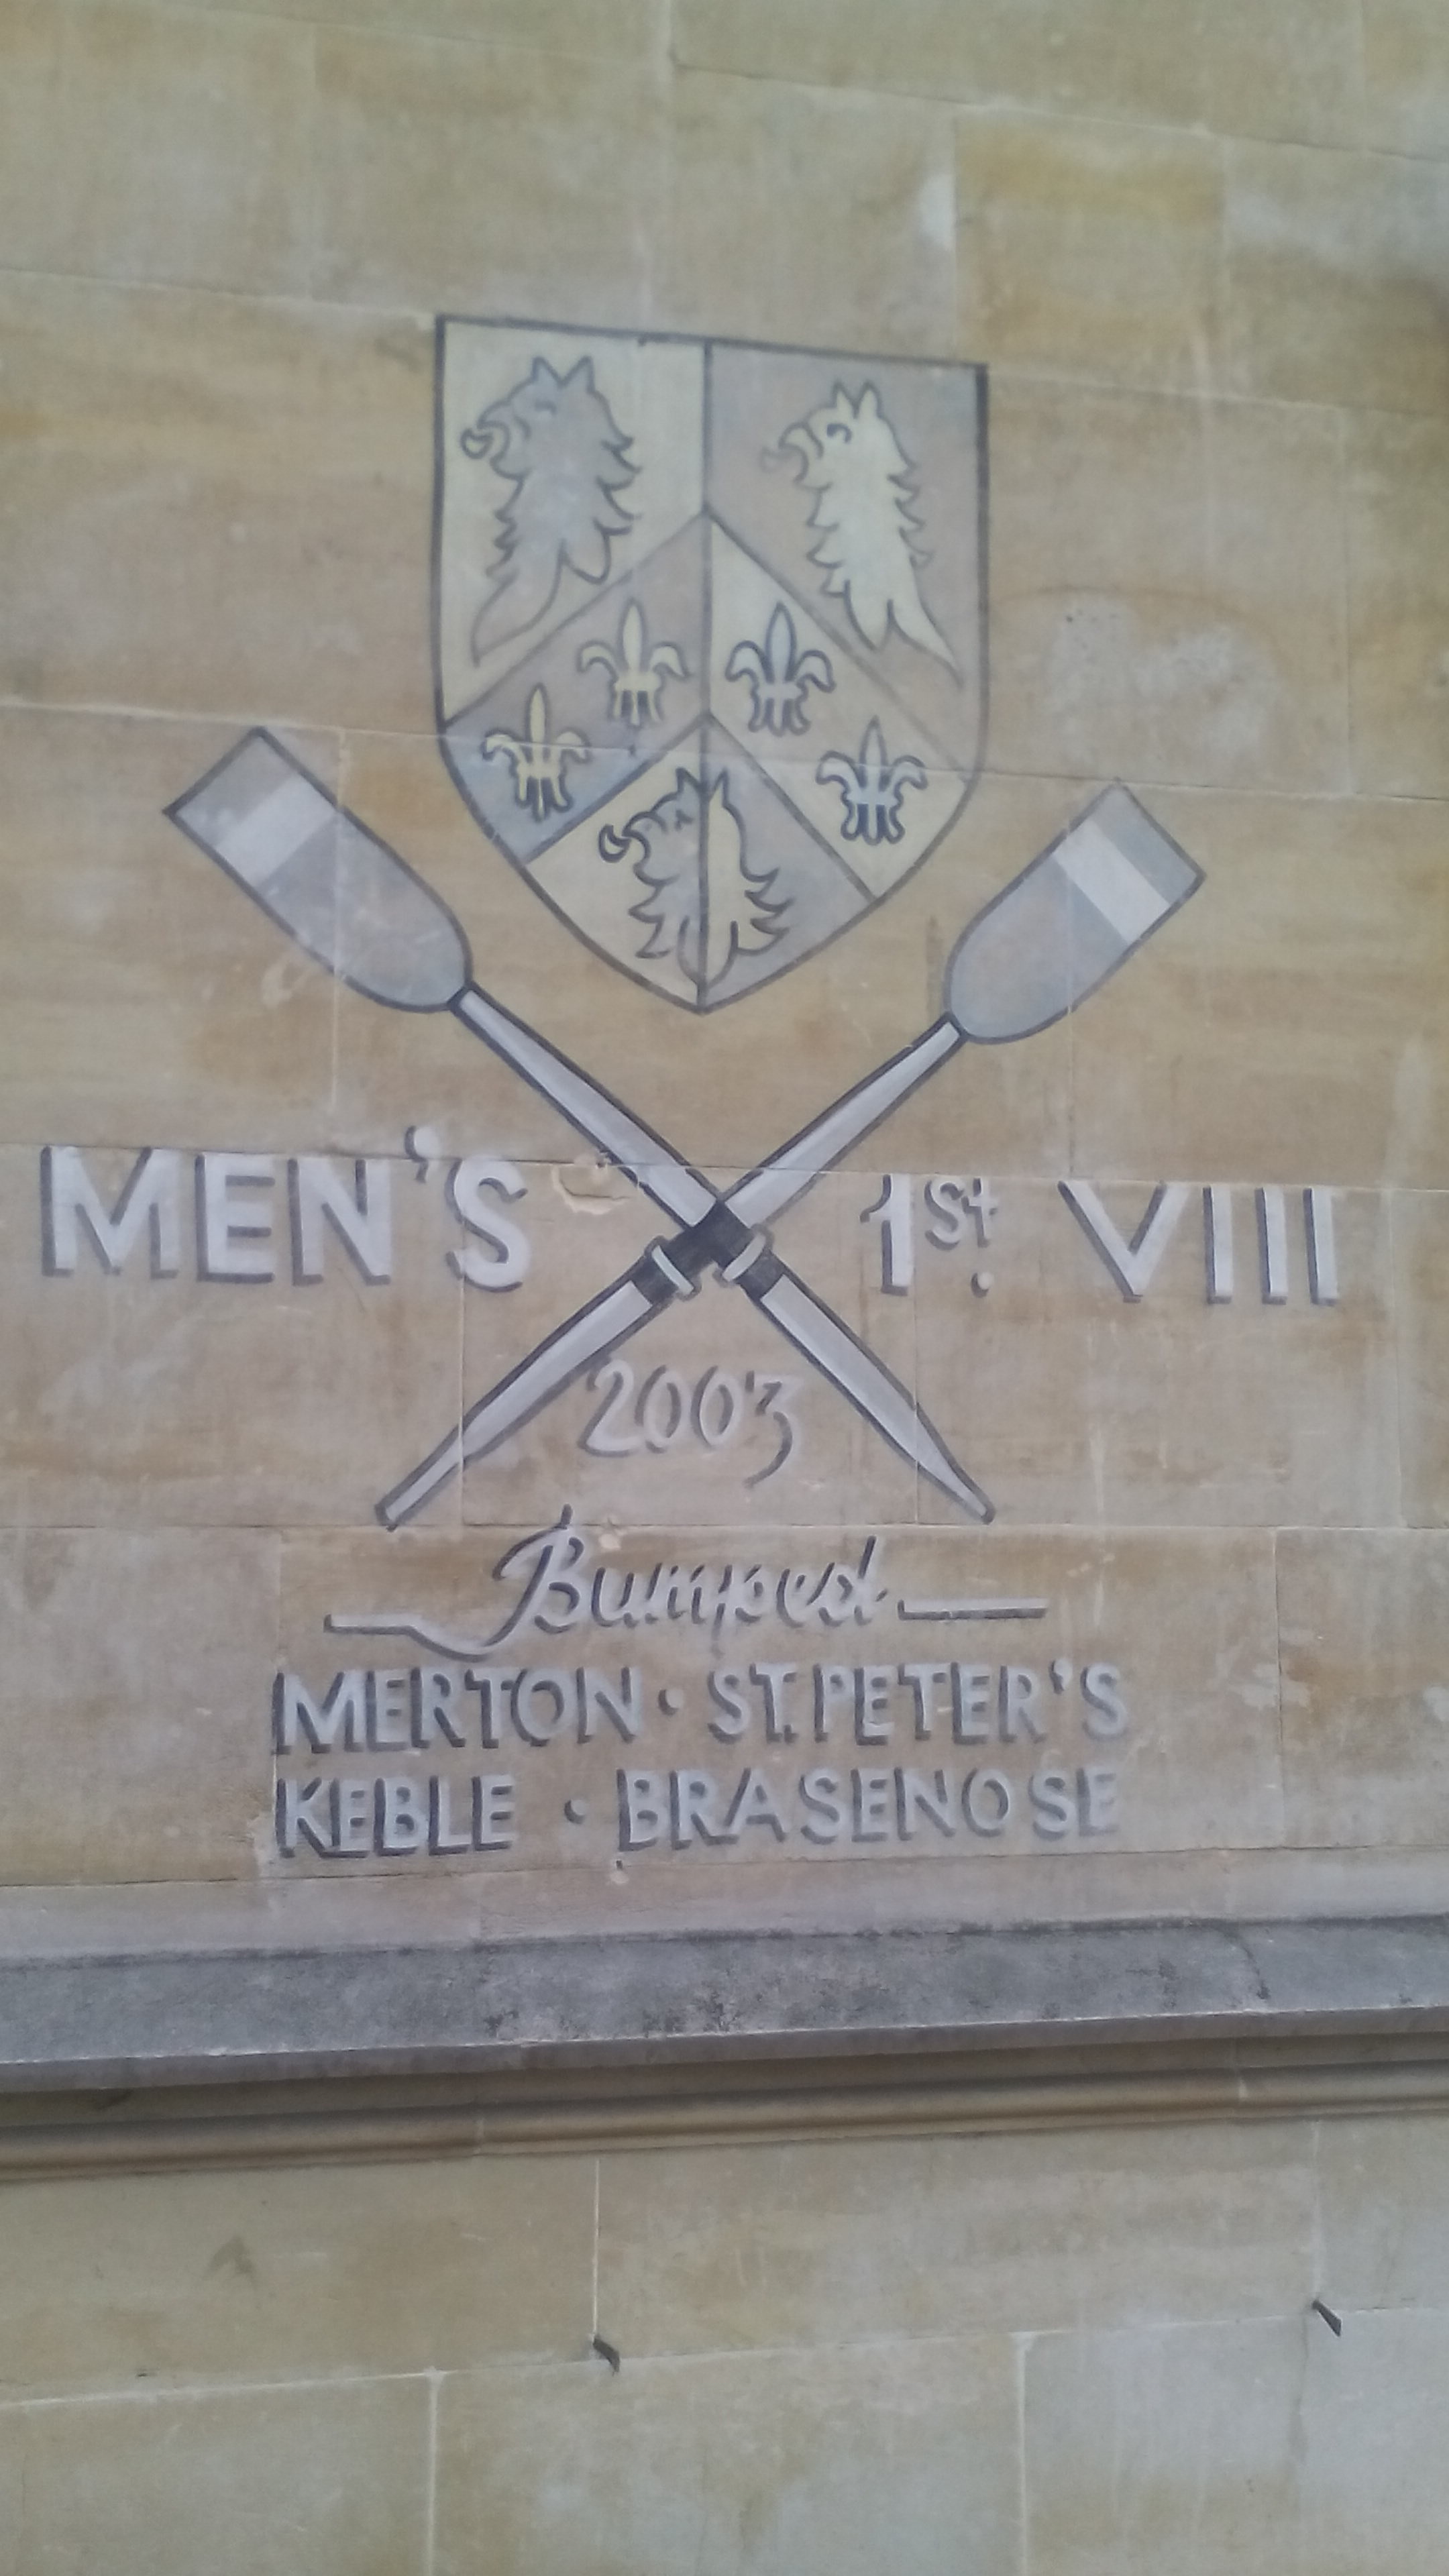 MEN'S 1st. VIII
2003
Bumped
MERTON · ST. PETER'S
KEBLE · BRASENOSE